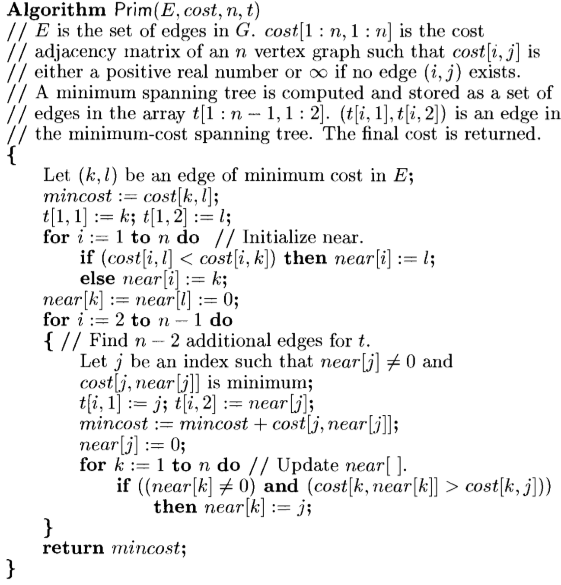 Algorithm Prim(E, cost, n, t)
// E is the set of edges in G. cost[1 : n, 1 : n] is the cost
// adjacency matrix of an n vertex graph such that cost[i, j] is
// either a positive real number or ∞ if no edge (i, j) exists.
// A minimum spanning tree is computed and stored as a set of
// edges in the array t[1 : n − 1, 1 : 2]. (t[i, 1], t[i, 2]) is an edge in
// the minimum-cost spanning tree. The final cost is returned.
{
Let (k, l) be an edge of minimum cost in E;
mincost := cost[k, l];
t[1, 1] := k; t[1, 2] := l;
for i := 1 to n do // Initialize near.
if (cost[i, l] < cost[i, k]) then near[i] := l;
else near[i] := k;
near[k] := near[l] := 0;
for i := 2 to n − 1 do
{ // Find n − 2 additional edges for t.
Let j be an index such that near[j] ≠ 0 and
cost[j, near[j]] is minimum;
t[i, 1] := j; t[i, 2] := near[j];
mincost := mincost + cost[j, near[j]];
near[j] := 0;
for k := 1 to n do // Update near[ ].
if ((near[k] ≠ 0) and (cost[k, near[k]] > cost[k, j]))
then near[k] := j;
}
return mincost;
}